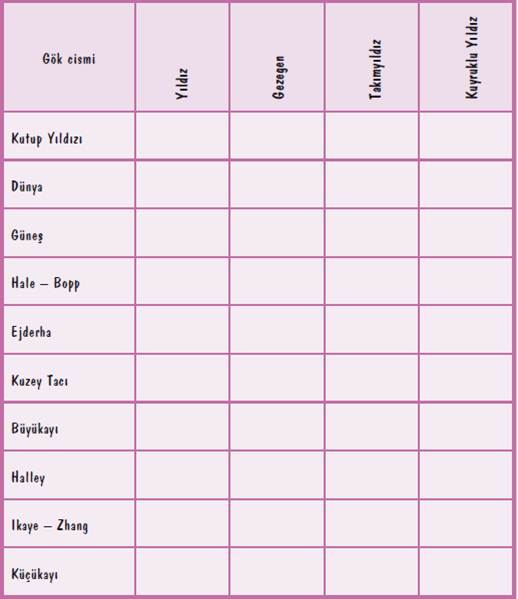 Gök cismi
Yıldız
Gezegen
Takımyıldız
Kuyruklu Yıldız
Kutup Yıldızı
Dünya
Güneş
Hale – Bopp
Ejderha
Kuzey Tacı
Büyükayı
Halley
Ikaye – Zhang
Küçükayı